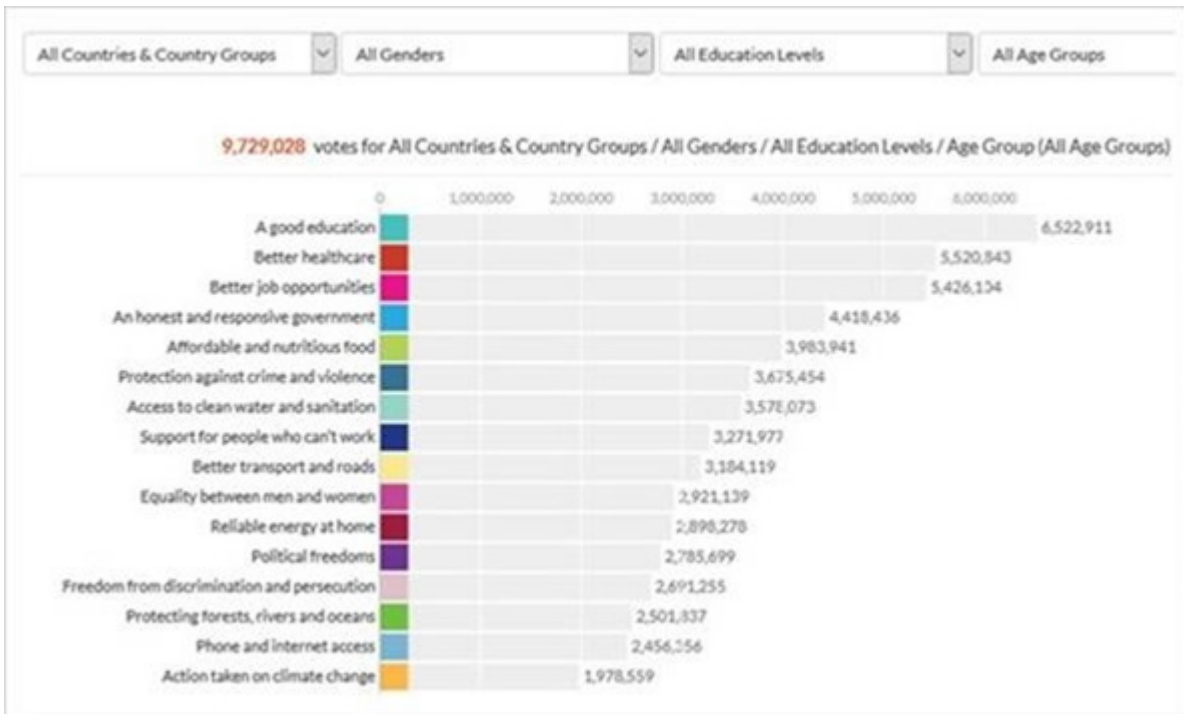 All Countries & Country Groups All Genders All Education Levels All Age Groups
9,729,028 votes for All Countries & Country Groups / All Genders / All Education Levels / Age Group (All Age Groups)
0 1,000,000 2,000,000 3,000,000 4,000,000 5,000,000 6,000,000
A good education 6,522,911
Better healthcare 5,520,843
Better job opportunities
An honest and responsive government 4,418,436
Affordable and nutritious food 3,983,941
Protection against crime and violence 3,675,454
Access to clean water and sanitation 3,578,073
Support for people who can't work 3,271,977
Better transport and roads 3,184,119
Equality between men and women 2,921,139
Reliable energy at home 2,898,278
Political freedoms 2,785,699
Freedom from discrimination and persecution 2,691,255
Protecting forests, rivers and oceans 2,501,837
Phone and internet access
Action taken on climate change 1,978,559